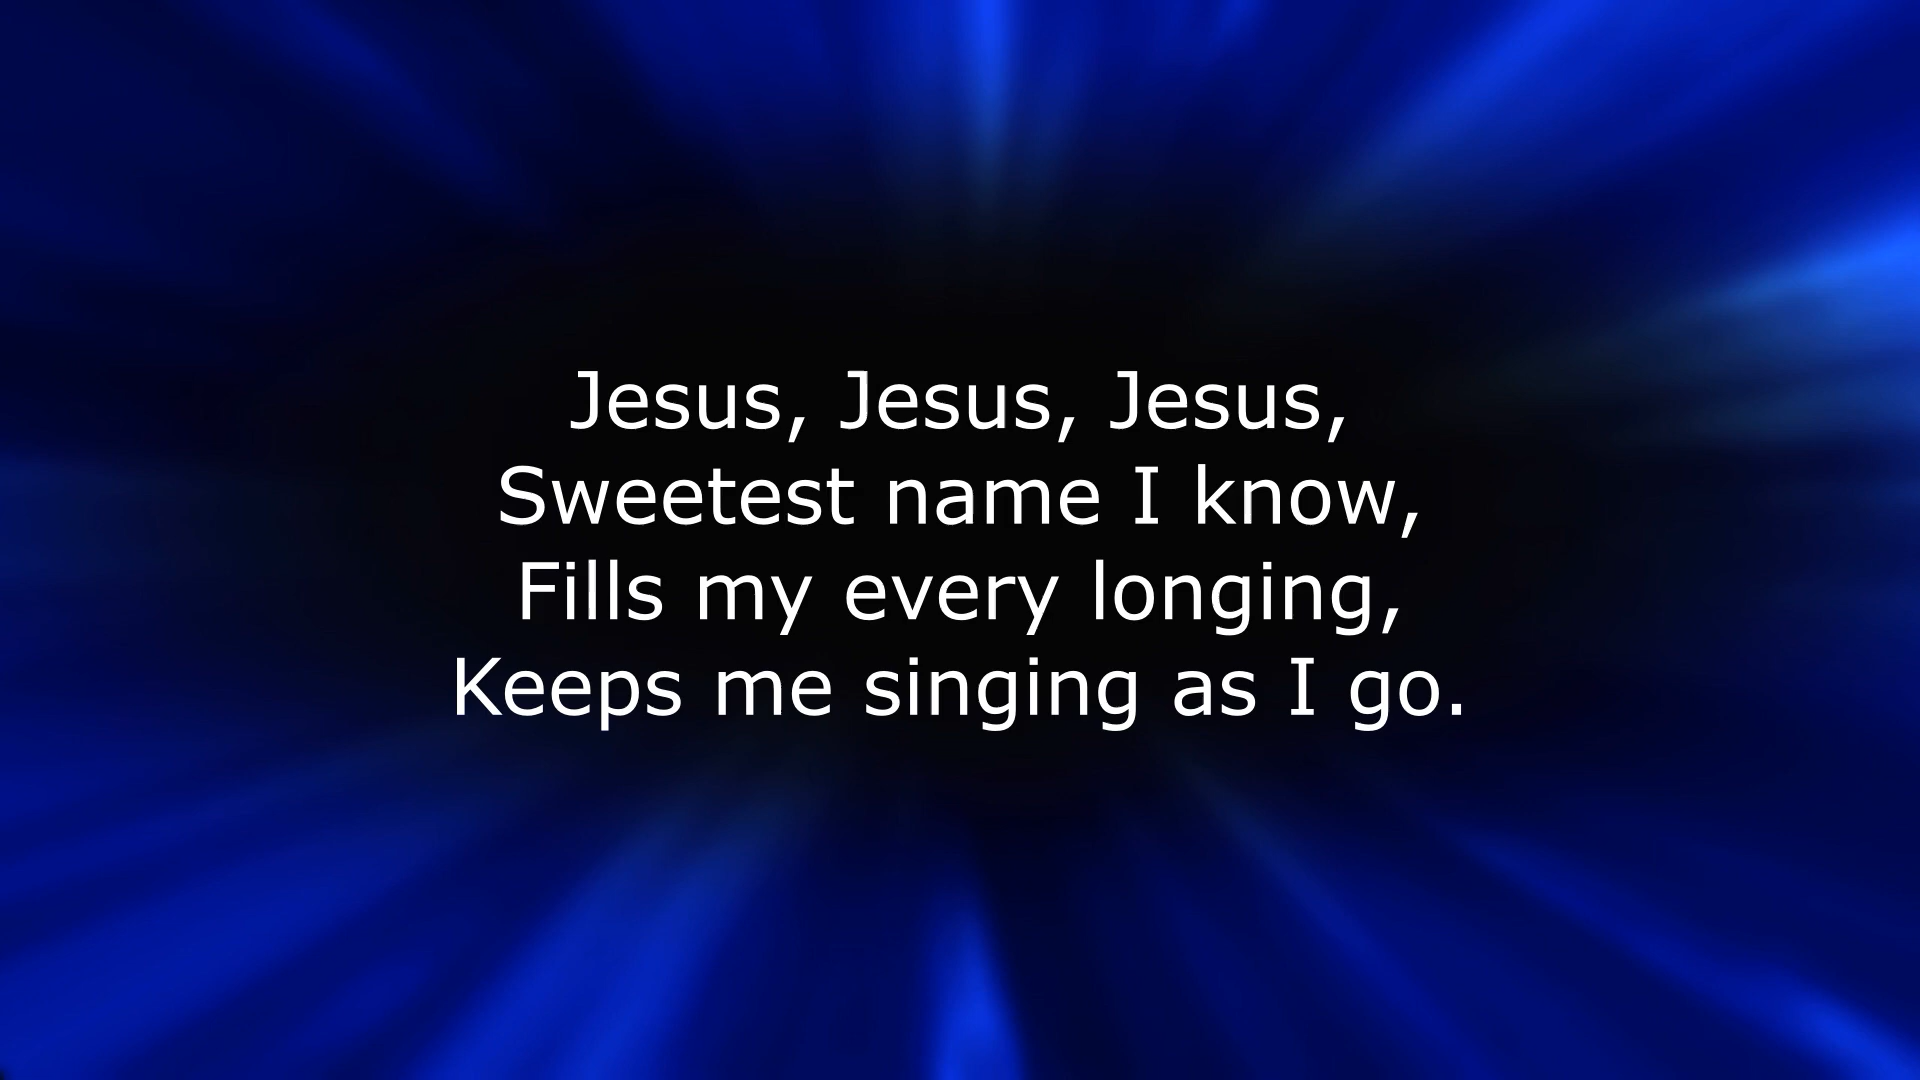 Jesus, Jesus, Jesus,
Sweetest name I know,
Fills my every longing,
Keeps me singing as I go.